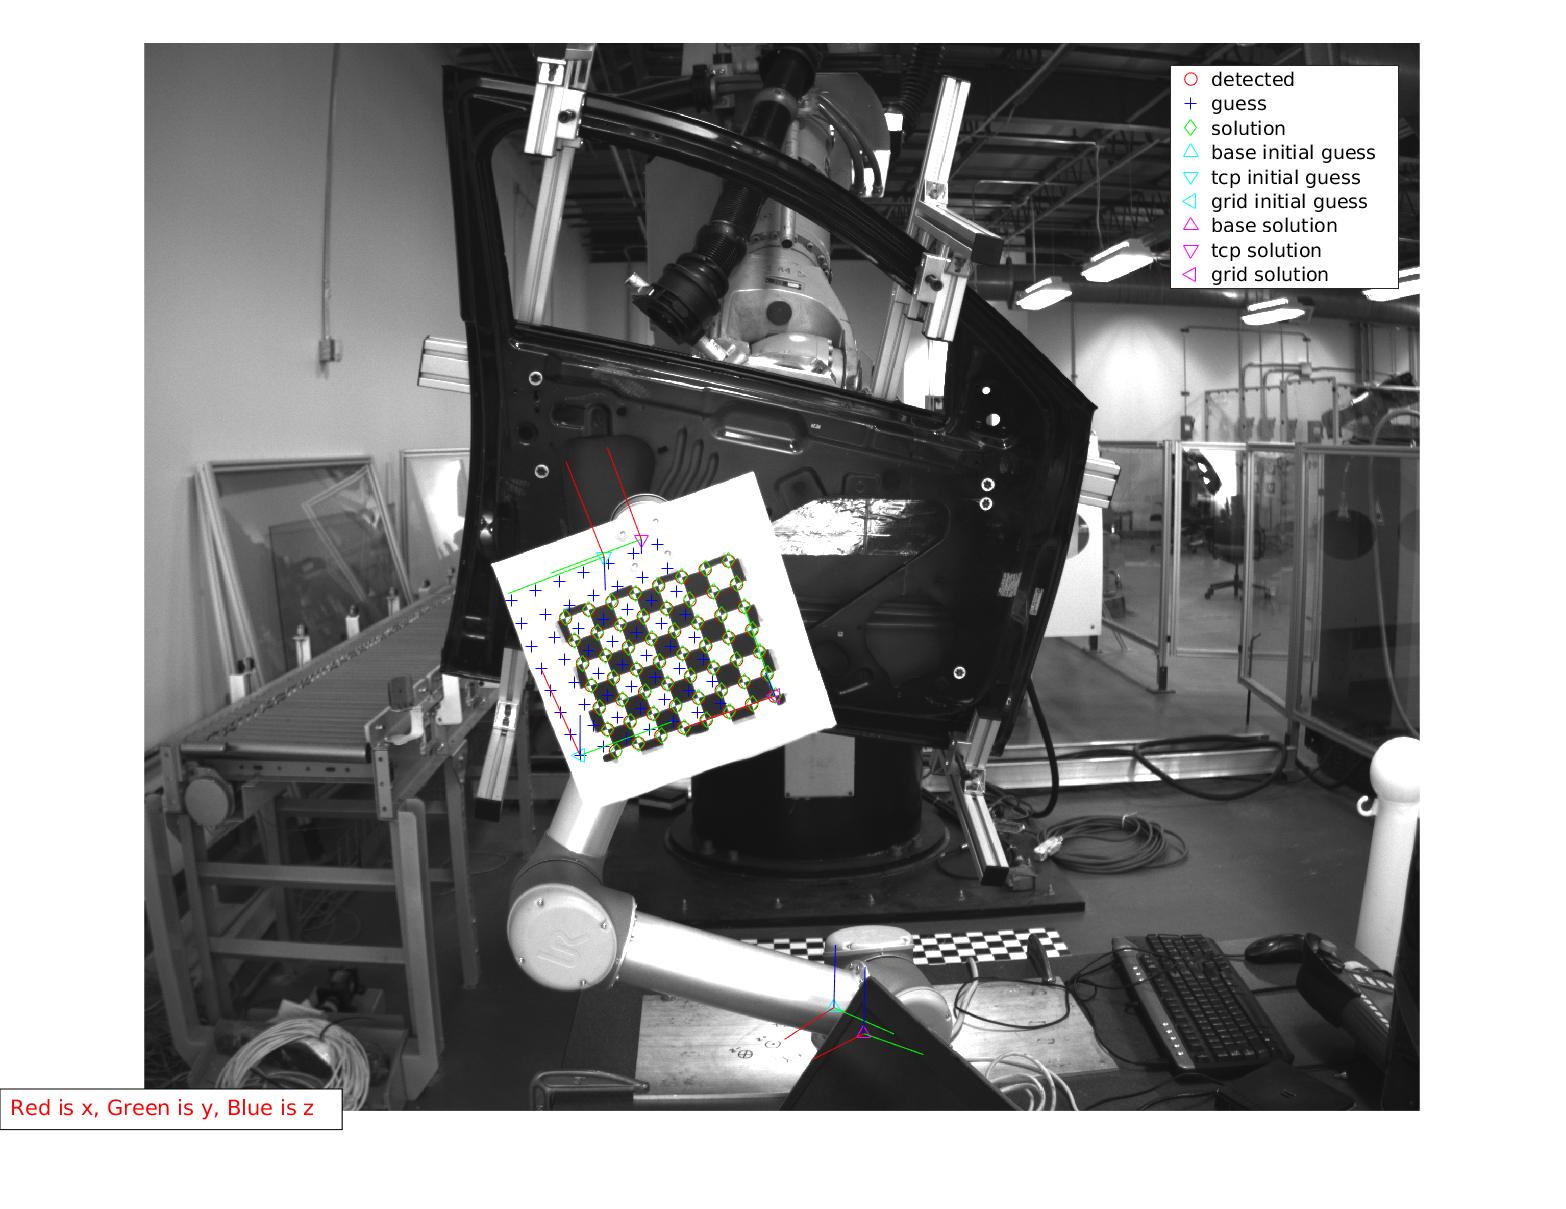 detected
guess
solution
base initial guess
tcp initial guess
grid initial guess
base solution
tcp solution
grid solution
Red is x, Green is y, Blue is z